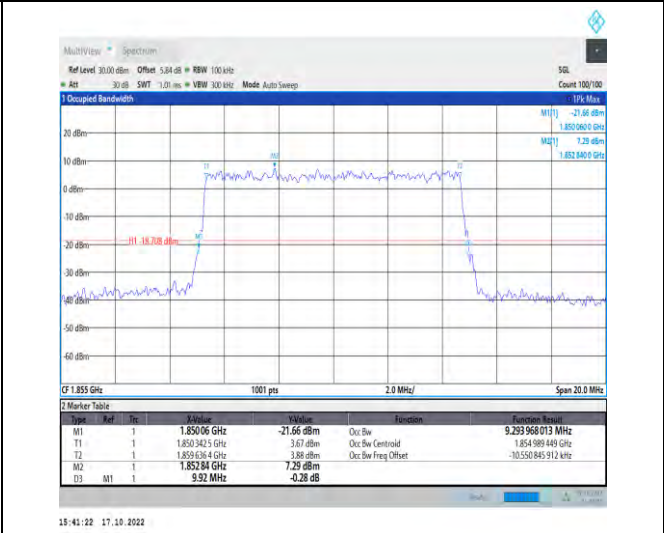 MultiView Spectrum
Ref Level 30.00 dBm Offset 5.84 dB RBW 100 kHz SGL
Att 30 dB SWT 1.01 ms VBW 300 kHz Mode Auto Sweep Count 100/100
1 Occupied Bandwidth 1Pk Max
M1[1] -21.66 dBm
1.850 060 0 GHz
M2[1] 7.29 dBm
1.852 840 0 GHz
20 dBm
10 dBm
T1 M2 T2
0 dBm
-10 dBm
H1 -18.708 dBm M1
-20 dBm
-30 dBm
-40 dBm
-50 dBm
-60 dBm
CF 1.855 GHz 1001 pts 2.0 MHz/ Span 20.0 MHz
2 Marker Table
Type Ref Trc X-Value Y-Value Function Function Result
M1 1 1.85006 GHz -21.66 dBm Occ Bw 9.293 968 013 MHz
T1 1 1.850 342 5 GHz 3.67 dBm Occ Bw Centroid 1.854 989 449 GHz
T2 1 1.859 636 4 GHz 3.88 dBm Occ Bw Freq Offset -10.550 845 912 kHz
M2 1 1.85284 GHz 7.29 dBm
D3 M1 1 9.92 MHz -0.28 dB
15:41:22 17.10.2022